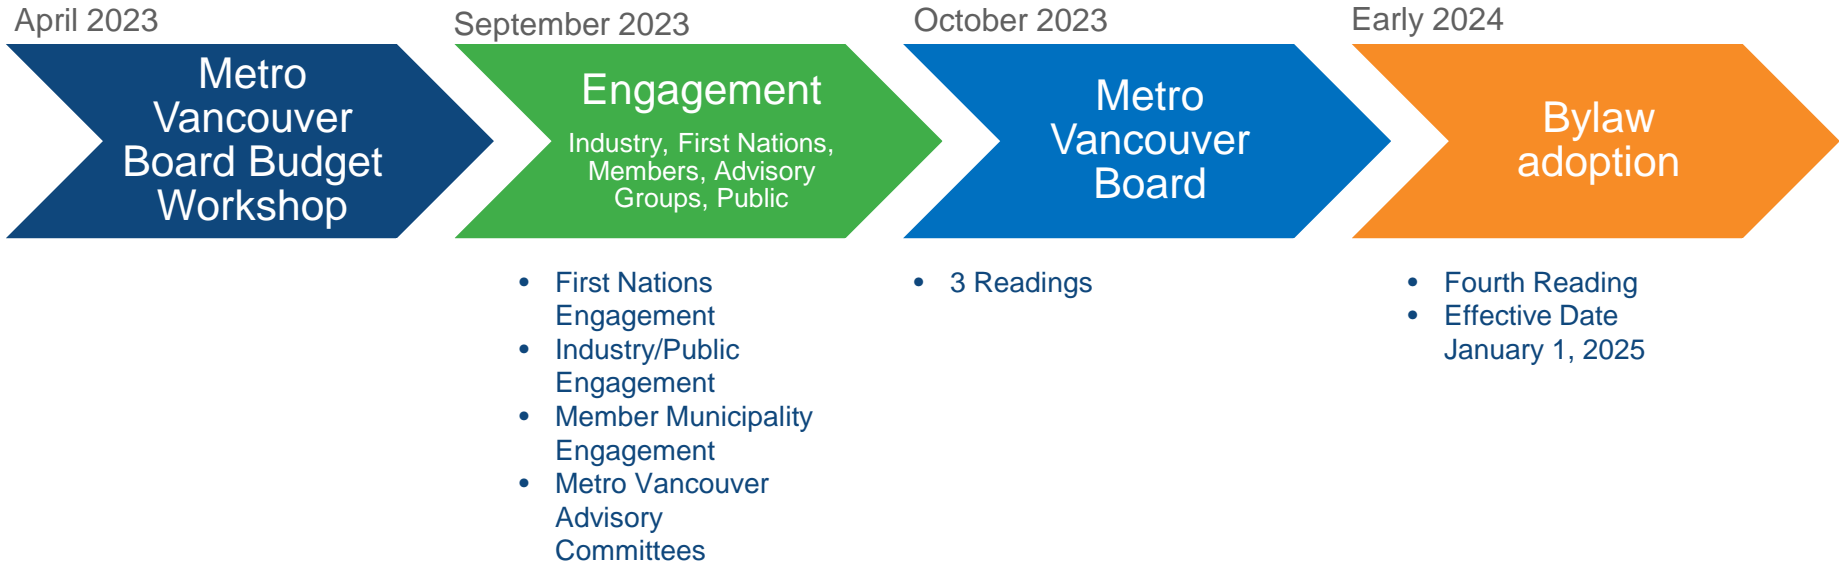 April 2023
Metro
Vancouver
Board Budget
Workshop
September 2023
Engagement
Industry, First Nations,
Members, Advisory
Groups, Public
• First Nations
Engagement
• Industry/Public
Engagement
• Member Municipality
Engagement
• Metro Vancouver
Advisory
Committees
October 2023
Metro
Vancouver
Board
• 3 Readings
Early 2024
Bylaw
adoption
• Fourth Reading
• Effective Date
January 1, 2025